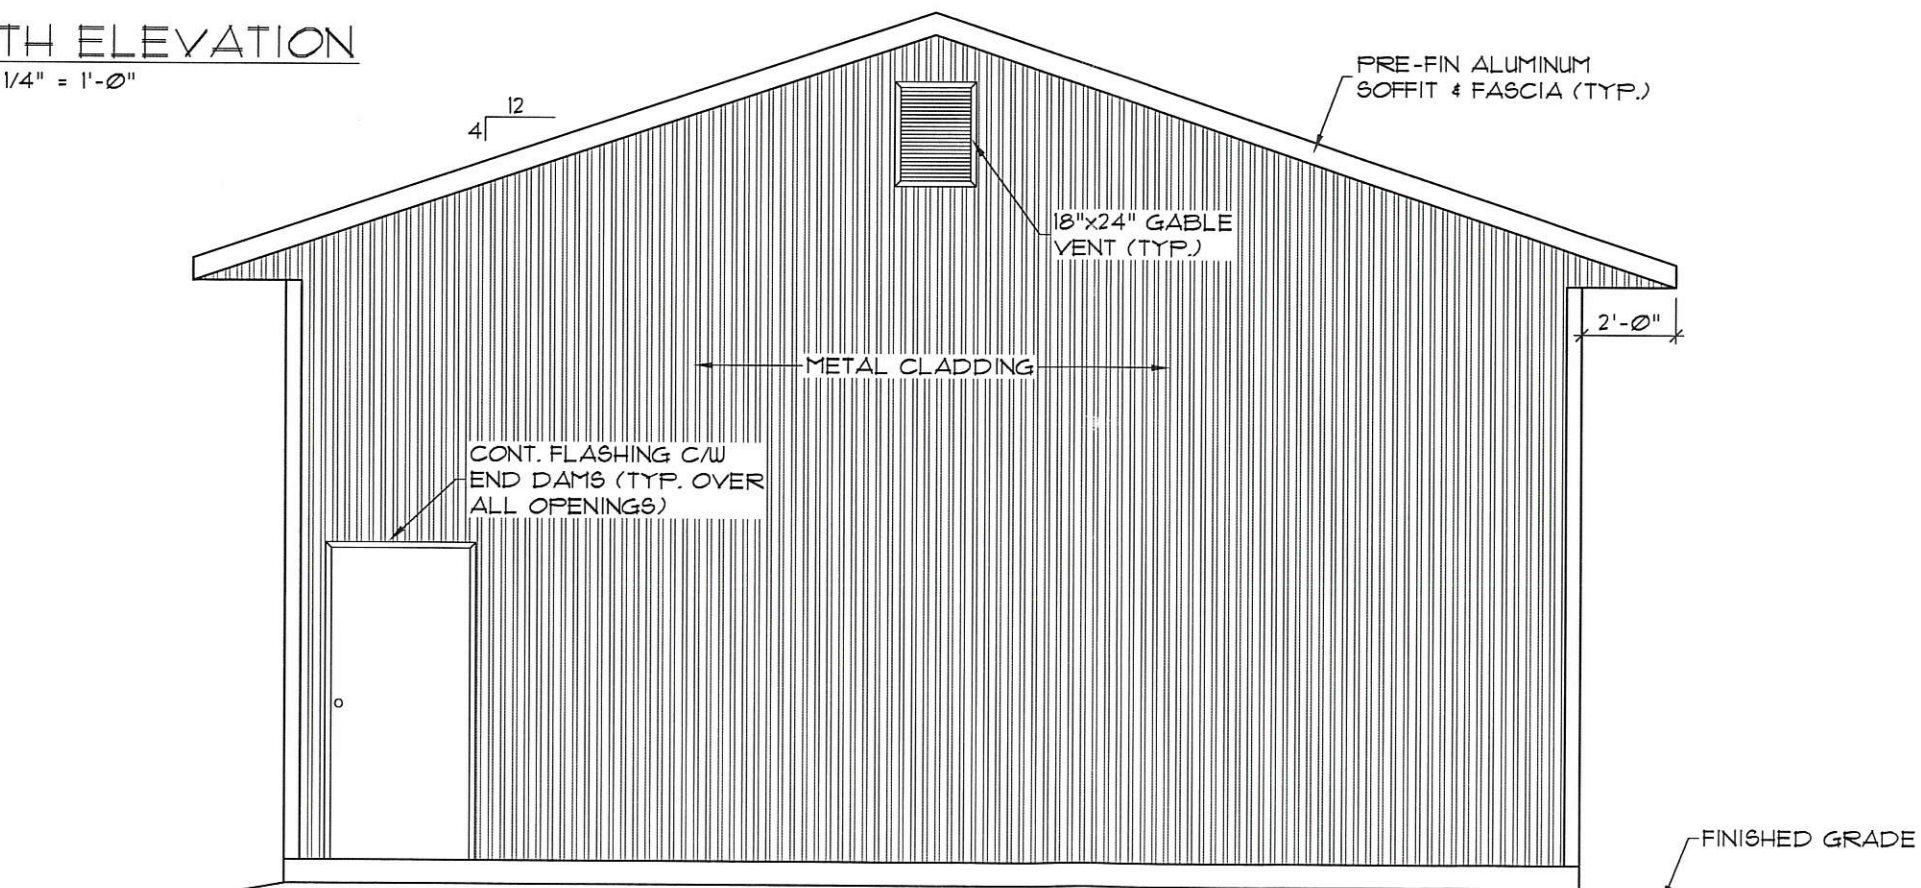 TH ELEVATION
1/4" = 1'-0"
12
4
PRE-FIN ALUMINUM
SOFFIT & FASCIA (TYP.)
18"x24" GABLE
VENT (TYP.)
2'-0"
METAL CLADDING
CONT. FLASHING C/W
END DAMS (TYP. OVER
ALL OPENINGS)
FINISHED GRADE